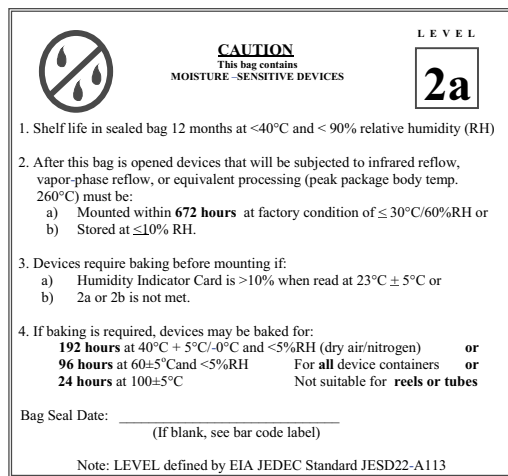 LEVEL
CAUTION
This bag contains
MOISTURE –SENSITIVE DEVICES
2a
1. Shelf life in sealed bag 12 months at <40°C and < 90% relative humidity (RH)
2. After this bag is opened devices that will be subjected to infrared reflow,
vapor-phase reflow, or equivalent processing (peak package body temp.
260°C) must be:
a) Mounted within 672 hours at factory condition of ≤ 30°C/60%RH or
b) Stored at ≤10% RH.
3. Devices require baking before mounting if:
a) Humidity Indicator Card is >10% when read at 23°C ± 5°C or
b) 2a or 2b is not met.
4. If baking is required, devices may be baked for:
192 hours at 40°C + 5°C/-0°C and <5%RH (dry air/nitrogen) or
96 hours at 60±5°Cand <5%RH For all device containers or
24 hours at 100±5°C Not suitable for reels or tubes
Bag Seal Date: ______________________________
(If blank, see bar code label)
Note: LEVEL defined by EIA JEDEC Standard JESD22-A113